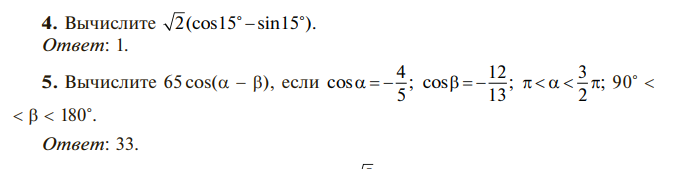 4. Вычислите √2(cos15° – sin15°).
Ответ: 1.
5. Вычислите 65 cos(α – β), если cos α = –4/5; cos β = –12/13; π < α < 3/2 π; 90° <
< β < 180°.
Ответ: 33.